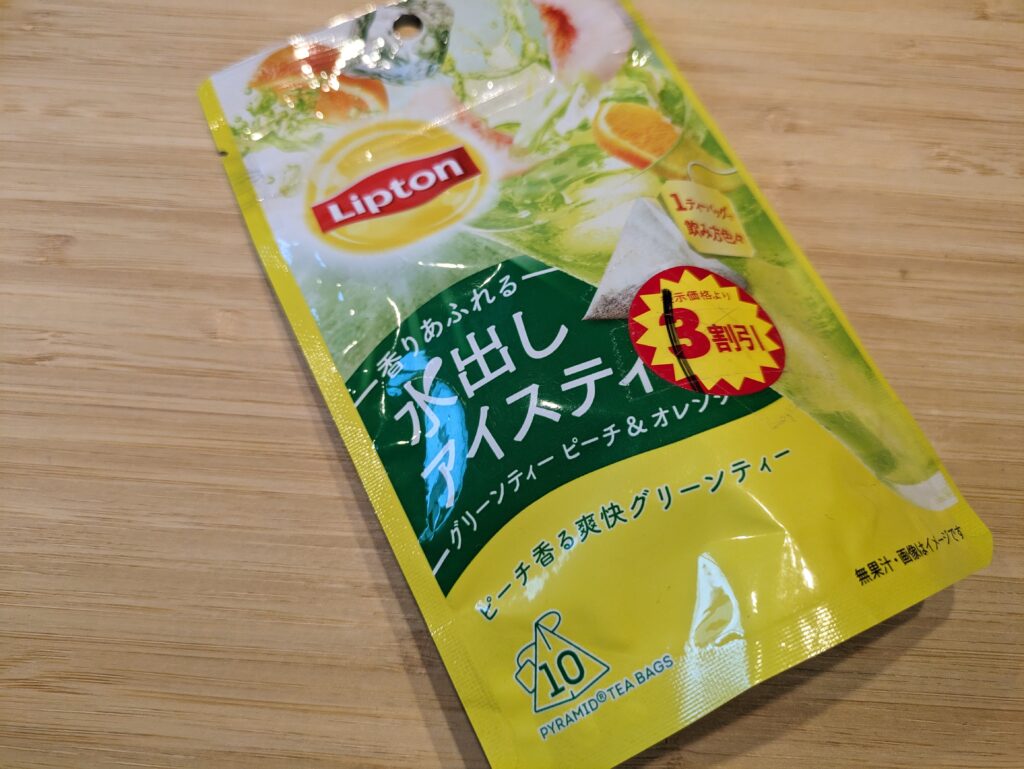 Lipton
1ティーバッグで
飲み方色々
表示価格より
3割引
香りあふれる
水出し
アイスティー
グリーンティー ピーチ & オレンジ
ピーチ香る爽快グリーンティー
無果汁・画像はイメージです
10
PYRAMID® TEA BAGS